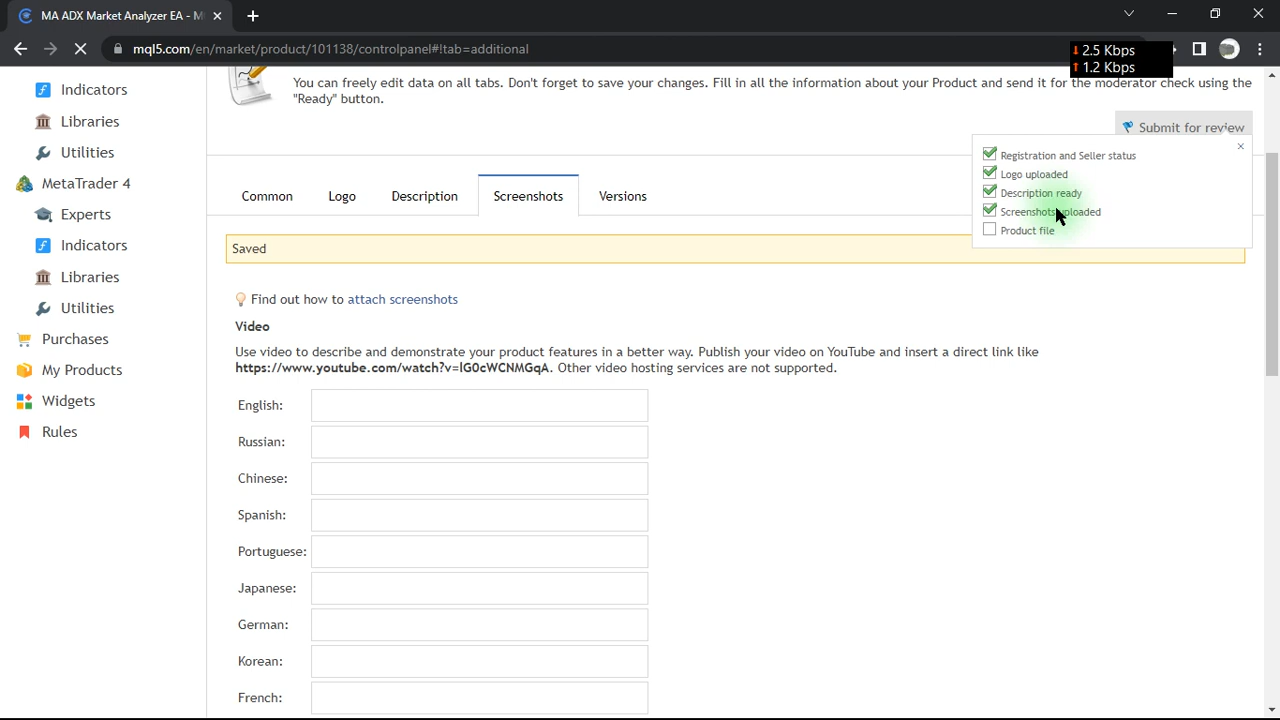 MA ADX Market Analyzer EA - M
mql5.com/en/market/product/101138/controlpanel#!tab=additional
2.5 Kbps
1.2 Kbps
Indicators
Libraries
Utilities
MetaTrader 4
Experts
Indicators
Libraries
Utilities
Purchases
My Products
Widgets
Rules
You can freely edit data on all tabs. Don't forget to save your changes. Fill in all the information about your Product and send it for the moderator check using the
"Ready" button.
Submit for review
Registration and Seller status
Logo uploaded
Description ready
Screenshots uploaded
Product file
Common Logo Description Screenshots Versions
Saved
Find out how to attach screenshots
Video
Use video to describe and demonstrate your product features in a better way. Publish your video on YouTube and insert a direct link like
https://www.youtube.com/watch?v=IG0cWCNMGqA. Other video hosting services are not supported.
English:
Russian:
Chinese:
Spanish:
Portuguese:
Japanese:
German:
Korean:
French: